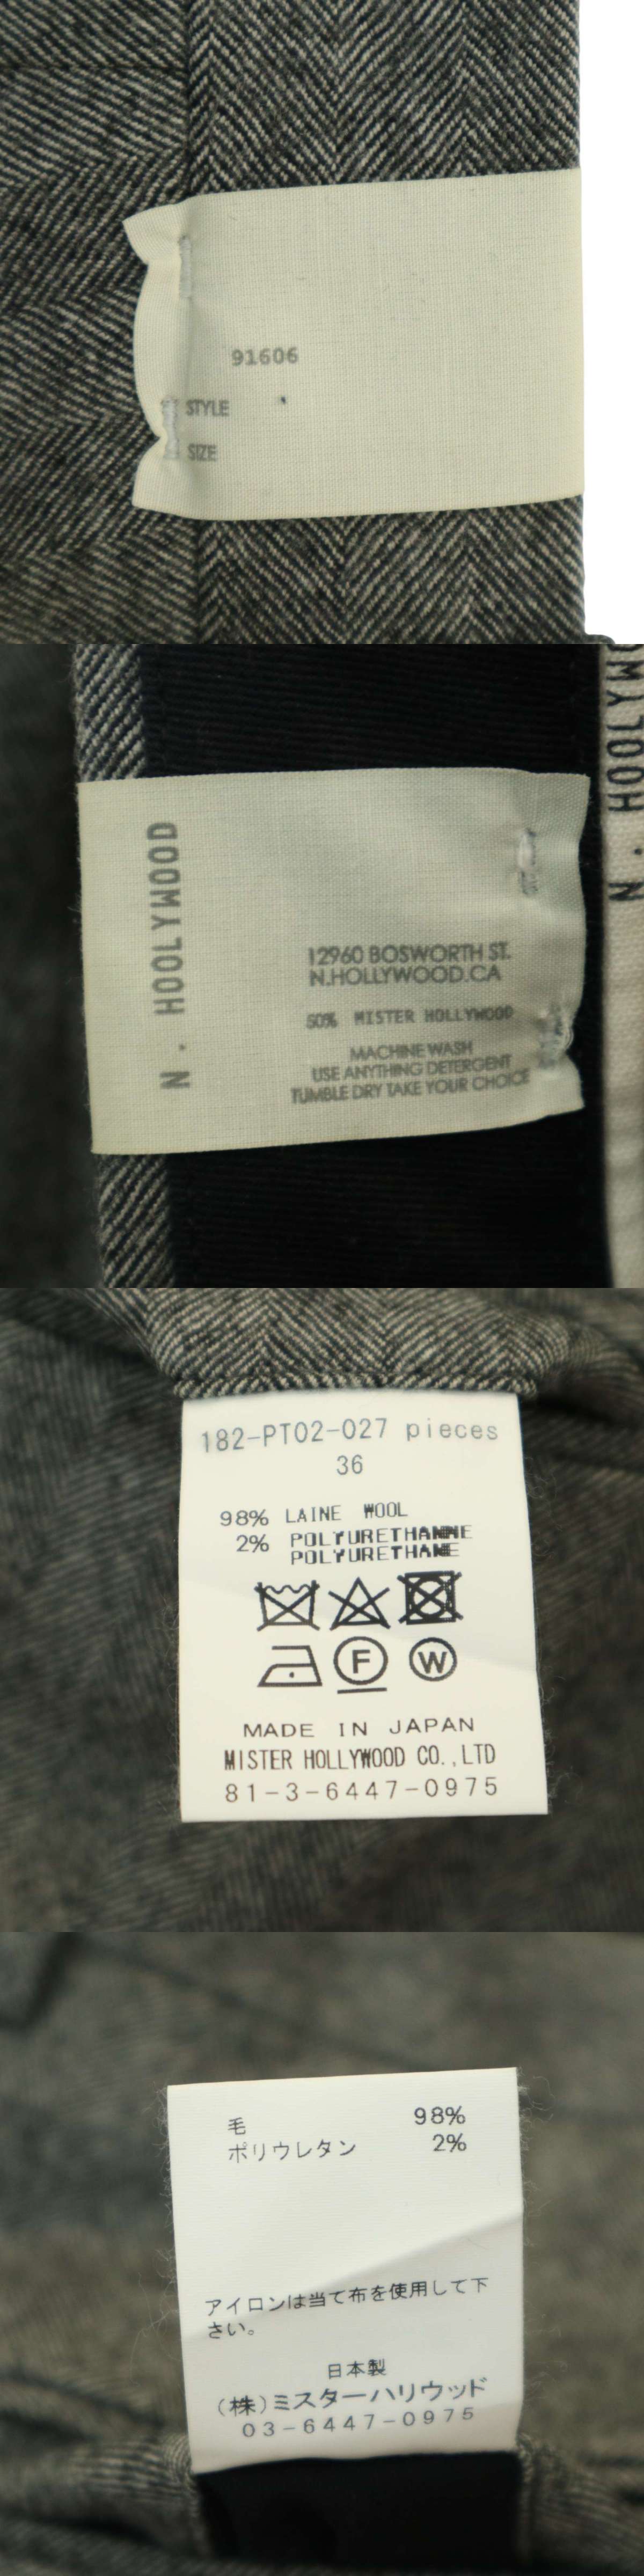 91606
STYLE
SIZE
N. HOOLYWOOD
12960 BOSWORTH ST.
N.HOLLYWOOD.CA
50% MISTER HOLLYWOOD
MACHINE WASH
USE ANYTHING DETERGENT
TUMBLE DRY TAKE YOUR CHOICE
N. HOOLYW
182-PT02-027 pieces
36
98% LAINE WOOL
2% POLYURETHANNE
POLYURETHANE
F W
MADE IN JAPAN
MISTER HOLLYWOOD CO.,LTD
81-3-6447-0975
毛 98%
ポリウレタン 2%
アイロンは当て布を使用して下
さい。
日本製
(株)ミスターハリウッド
03-6447-0975